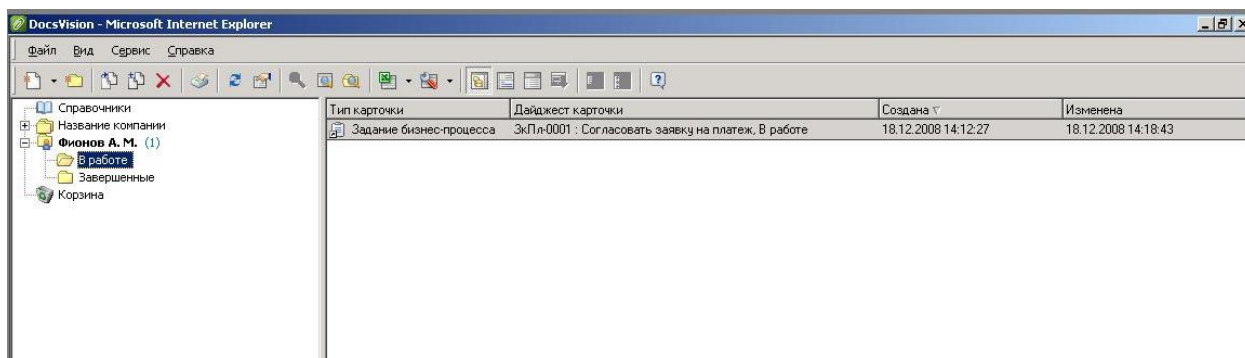 DocsVision - Microsoft Internet Explorer
Файл Вид Сервис Справка
Справочники
Название компании
Фионов А. М. (1)
В работе
Завершенные
Корзина
Тип карточки Дайджест карточки Создана Изменена
Задание бизнес-процесса ЗкПл-0001 : Согласовать заявку на платеж, В работе 18.12.2008 14:12:27 18.12.2008 14:18:43